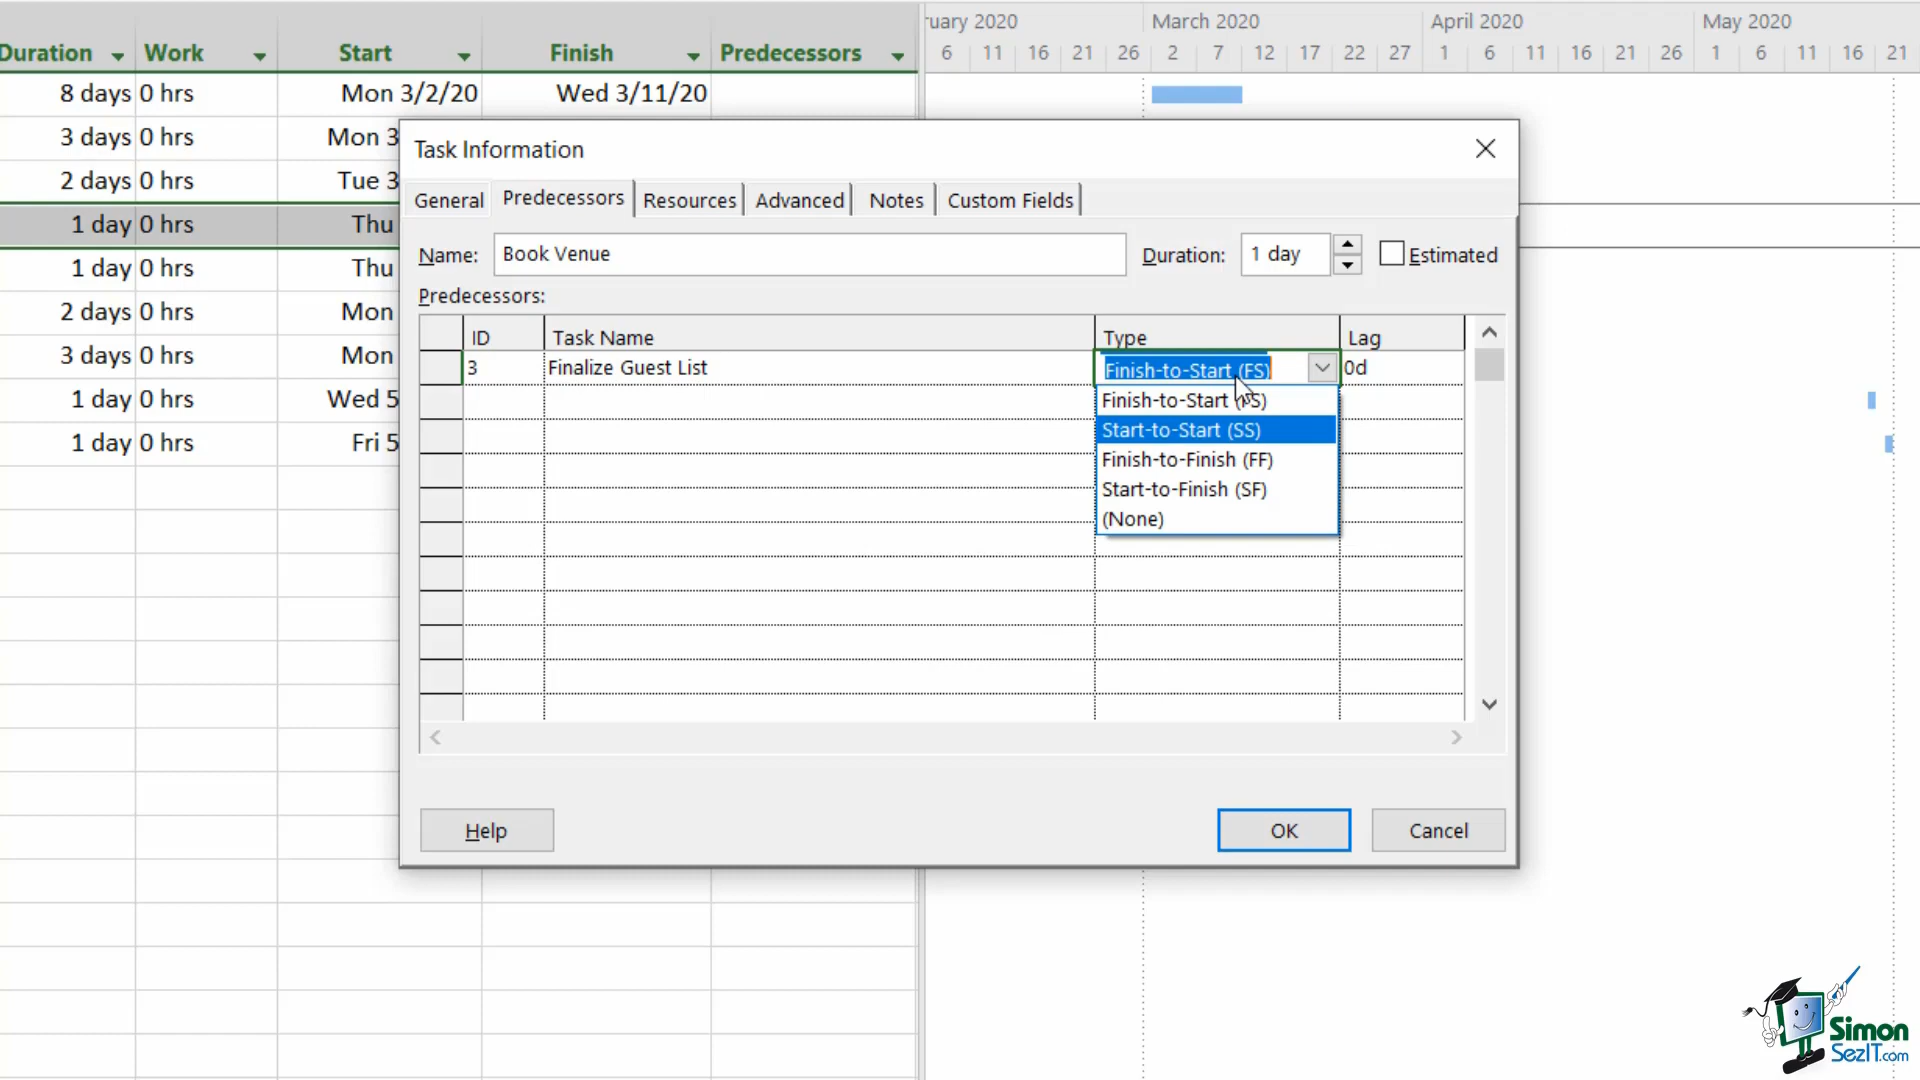 ruary 2020 March 2020 April 2020 May 2020
Duration Work Start Finish Predecessors 6 11 16 21 26 2 7 12 17 22 27 1 6 11 16 21 26 1 6 11 16 21
8 days 0 hrs Mon 3/2/20 Wed 3/11/20
3 days 0 hrs Mon 3
2 days 0 hrs Tue 3
1 day 0 hrs Thu
1 day 0 hrs Thu
2 days 0 hrs Mon
3 days 0 hrs Mon
1 day 0 hrs Wed 5
1 day 0 hrs Fri 5
Task Information
General Predecessors Resources Advanced Notes Custom Fields
Name: Book Venue Duration: 1 day Estimated
Predecessors:
ID Task Name Type Lag
3 Finalize Guest List Finish-to-Start (FS) 0d
Finish-to-Start (FS)
Start-to-Start (SS)
Finish-to-Finish (FF)
Start-to-Finish (SF)
(None)
Help OK Cancel
Simon
SezIT.com